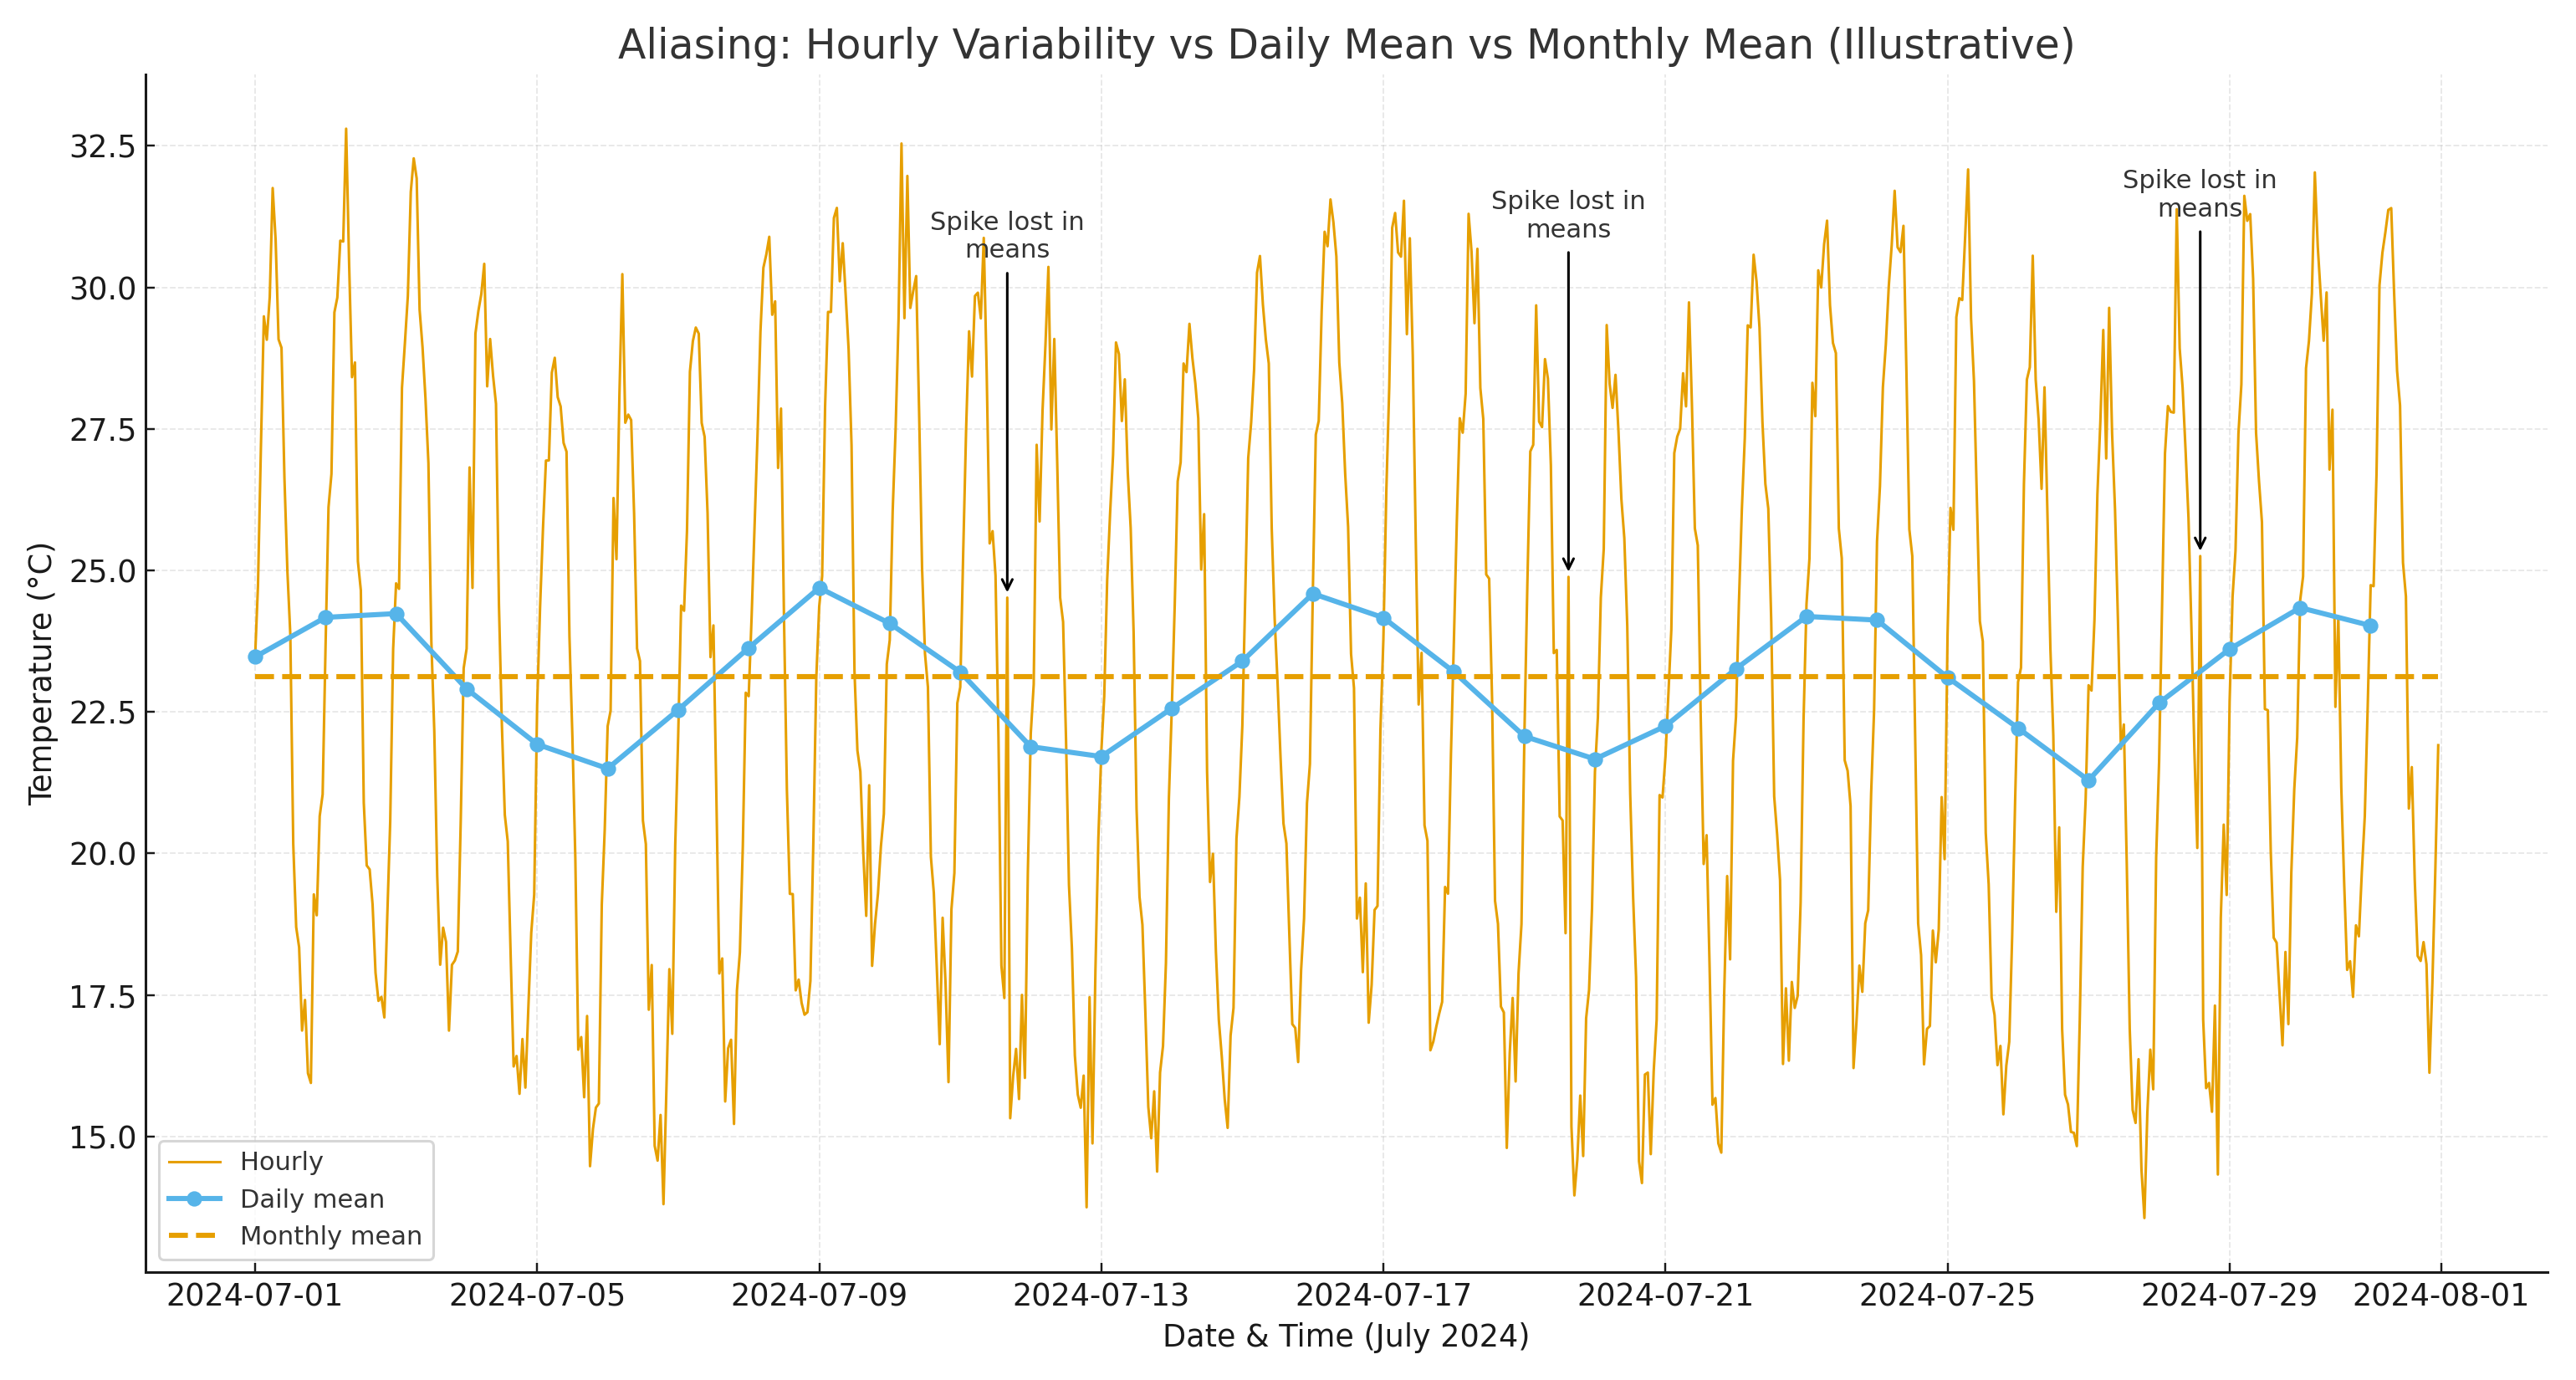 Aliasing: Hourly Variability vs Daily Mean vs Monthly Mean (Illustrative)
32.5
30.0
27.5
25.0
22.5
20.0
17.5
15.0
Temperature (°C)
Spike lost in
means
Spike lost in
means
Spike lost in
means
Hourly
Daily mean
Monthly mean
2024-07-01
2024-07-05
2024-07-09
2024-07-13
2024-07-17
2024-07-21
2024-07-25
2024-07-29
2024-08-01
Date & Time (July 2024)